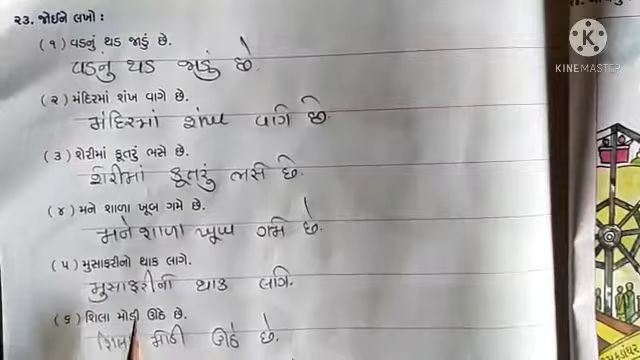 ૨૩. જોઈને લખો :
(૧) વડનું થડ જાડું છે.
વડનું થડ જાડું છે.
(૨) મંદિરમાં શંખ વાગે છે.
મંદિરમાં શંખ વાગે છે.
(૩) શેરીમાં કૂતરું ભસે છે.
શેરીમાં કૂતરું ભસે છે.
(૪) મને શાળા ખૂબ ગમે છે.
મને શાળા ખૂબ ગમે છે.
(૫) મુસાફરીનો થાક લાગે.
મુસાફરીનો થાક લાગે.
(૬) શિલા મોડી ઊઠે છે.
શિલા મોડી ઊઠે છે.
KINEMASTER